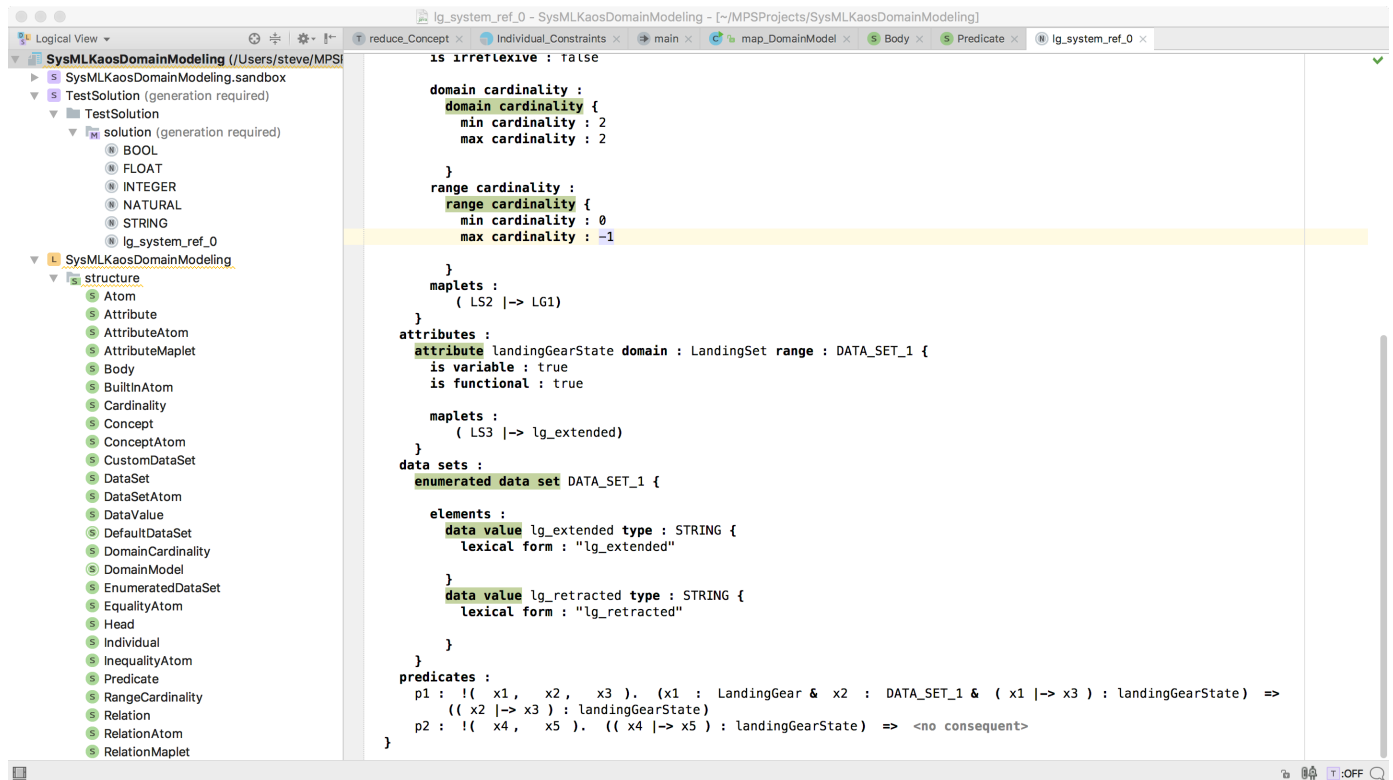 lg_system_ref_0 - SysMLKaosDomainModeling - [~/MPSProjects/SysMLKaosDomainModeling]
Logical View
reduce_Concept
Individual_Constraints
main
map_DomainModel
Body
Predicate
lg_system_ref_0
SysMLKaosDomainModeling (/Users/steve/MPSP
SysMLKaosDomainModeling.sandbox
TestSolution (generation required)
TestSolution
solution (generation required)
BOOL
FLOAT
INTEGER
NATURAL
STRING
lg_system_ref_0
SysMLKaosDomainModeling
structure
Atom
Attribute
AttributeAtom
AttributeMaplet
Body
BuiltInAtom
Cardinality
Concept
ConceptAtom
CustomDataSet
DataSet
DataSetAtom
DataValue
DefaultDataSet
DomainCardinality
DomainModel
EnumeratedDataSet
EqualityAtom
Head
Individual
InequalityAtom
Predicate
RangeCardinality
Relation
RelationAtom
RelationMaplet
is irreflexive : false
domain cardinality :
domain cardinality {
min cardinality : 2
max cardinality : 2
}
range cardinality :
range cardinality {
min cardinality : 0
max cardinality : -1
}
maplets :
( LS2 |-> LG1)
}
attributes :
attribute landingGearState domain : LandingSet range : DATA_SET_1 {
is variable : true
is functional : true
maplets :
( LS3 |-> lg_extended)
}
data sets :
enumerated data set DATA_SET_1 {
elements :
data value lg_extended type : STRING {
lexical form : "lg_extended"
}
data value lg_retracted type : STRING {
lexical form : "lg_retracted"
}
}
predicates :
p1 : !( x1 , x2 , x3 ). (x1 : LandingGear & x2 : DATA_SET_1 & ( x1 |-> x3 ) : landingGearState) =>
(( x2 |-> x3 ) : landingGearState)
p2 : !( x4 , x5 ). (( x4 |-> x5 ) : landingGearState) => <no consequent>
}
T :OFF